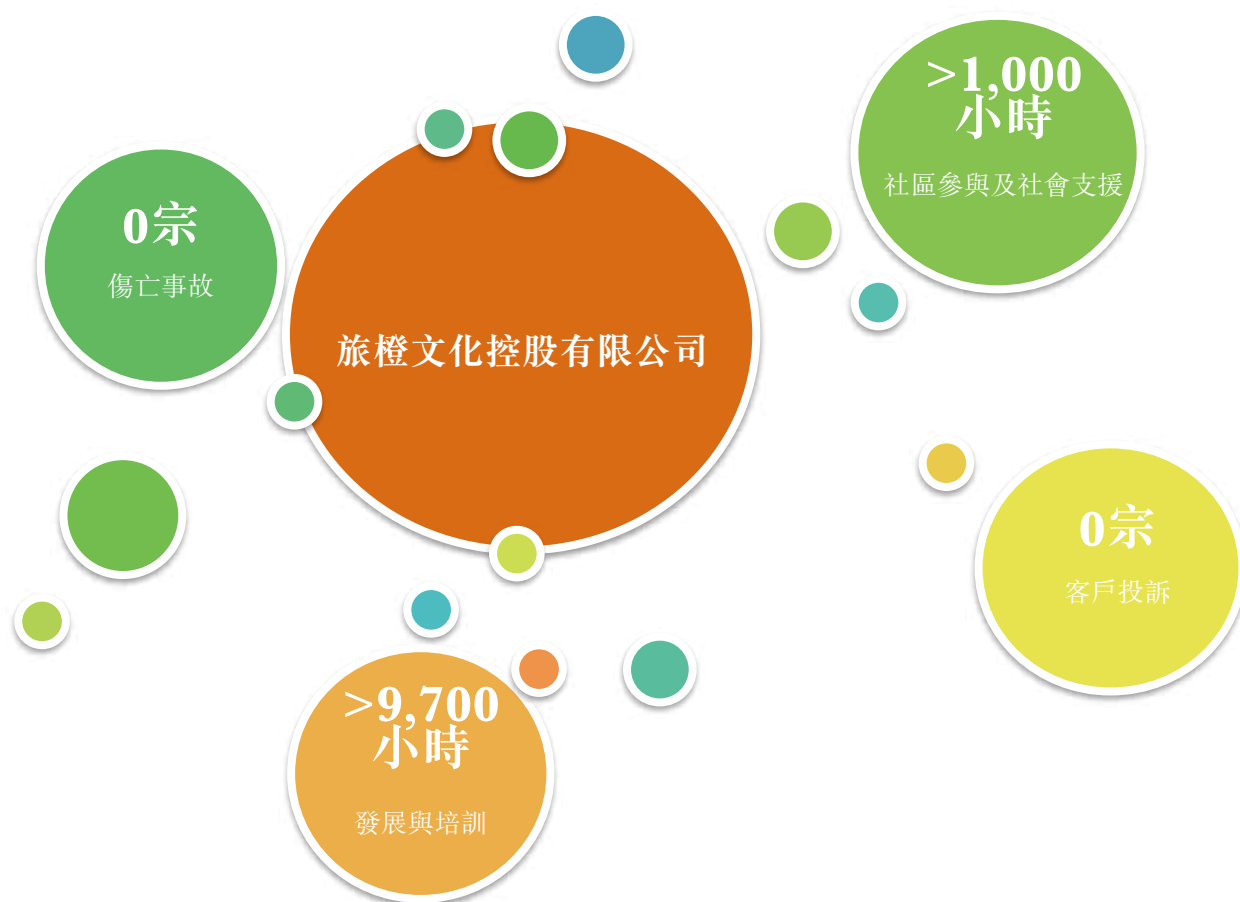 >1,000
小時
社區參與及社會支援
0宗
傷亡事故
旅橙文化控股有限公司
0宗
客戶投訴
>9,700
小時
發展與培訓